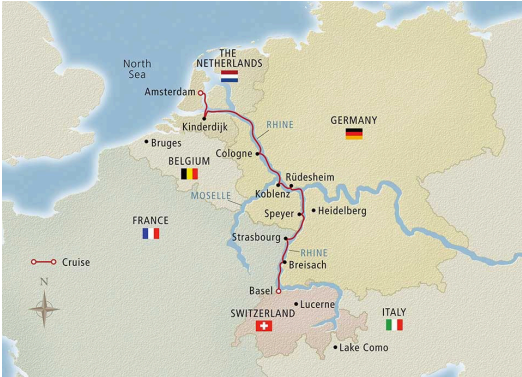 North
Sea
THE
NETHERLANDS
Amsterdam
Kinderdijk
RHINE
GERMANY
Bruges
Cologne
BELGIUM
Rüdesheim
Koblenz
MOSELLE
Speyer
Heidelberg
FRANCE
Strasbourg
RHINE
Breisach
Cruise
N
Basel
Lucerne
SWITZERLAND
ITALY
Lake Como